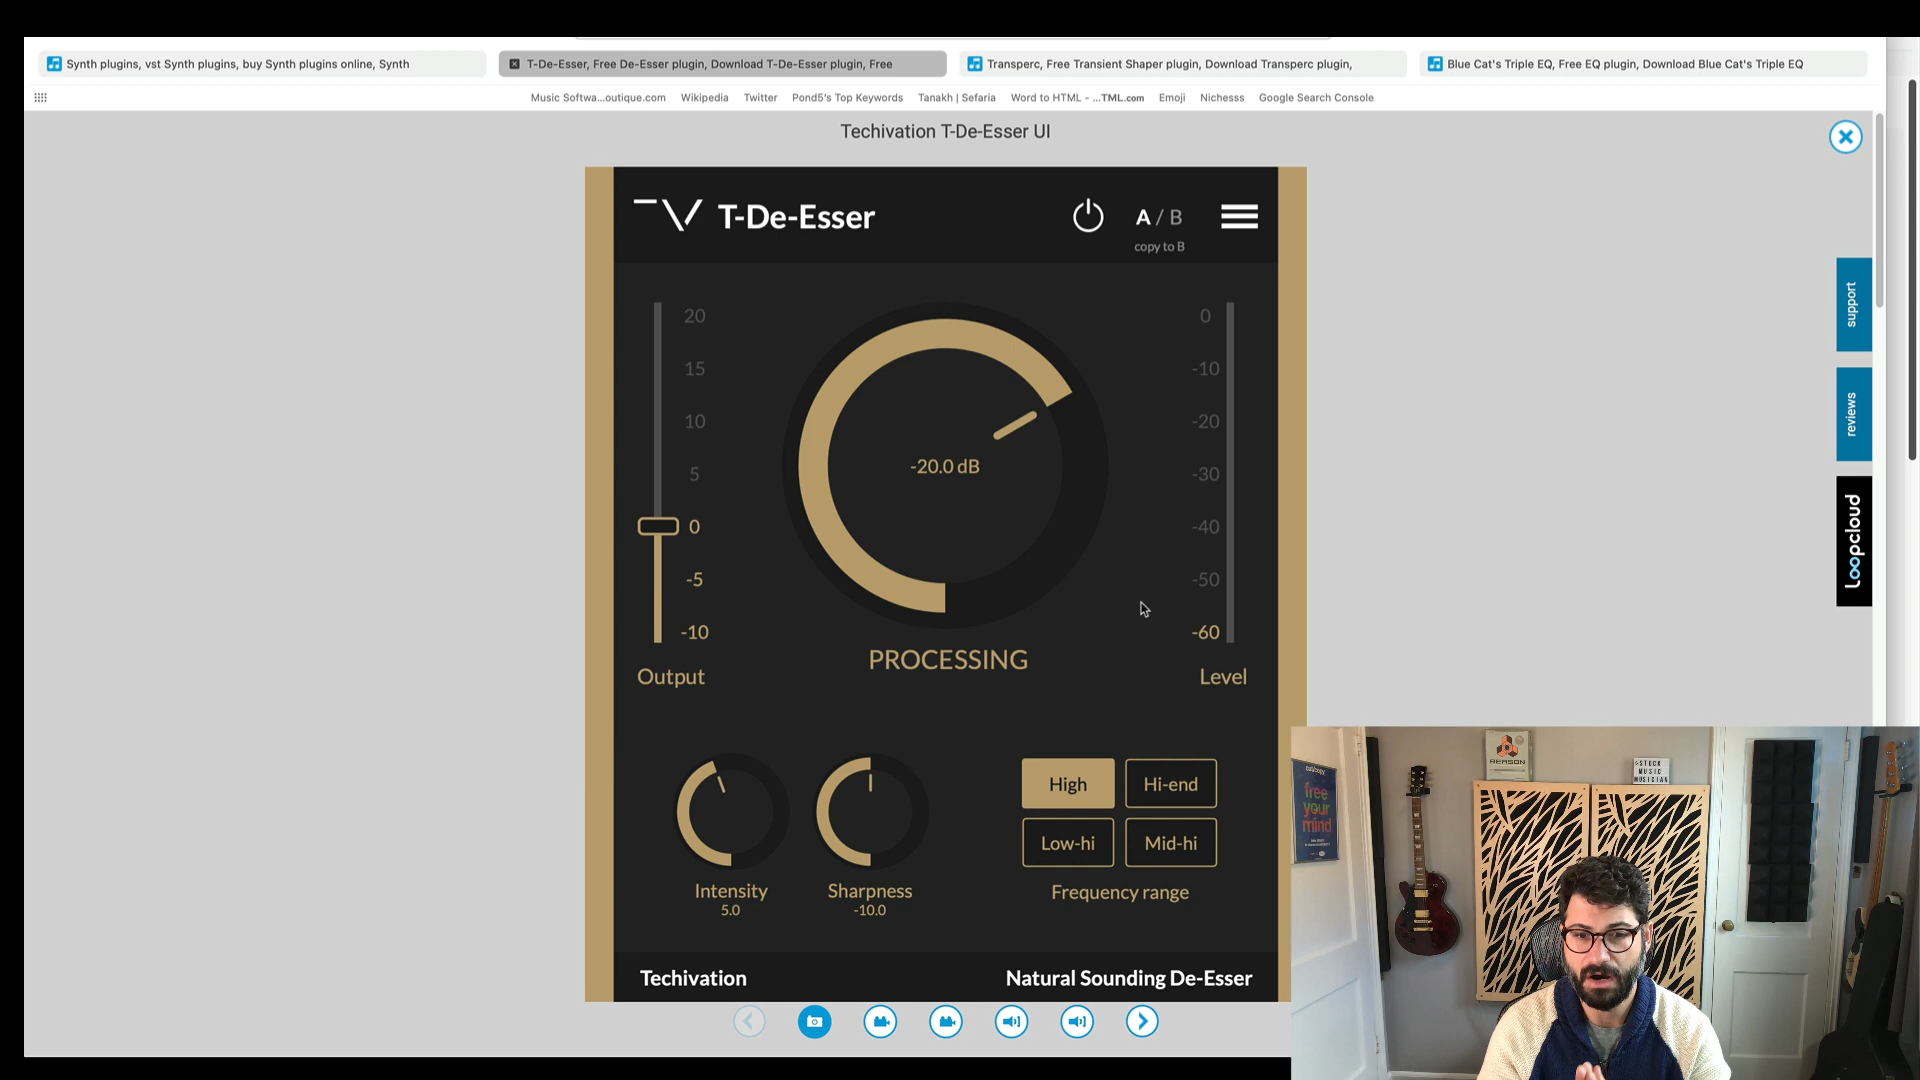 Synth plugins, vst Synth plugins, buy Synth plugins online, Synth
T-De-Esser, Free De-Esser plugin, Download T-De-Esser plugin, Free
Transperc, Free Transient Shaper plugin, Download Transperc plugin,
Blue Cat's Triple EQ, Free EQ plugin, Download Blue Cat's Triple EQ
Music Softwa...outique.com
Wikipedia
Twitter
Pond5's Top Keywords
Tanakh | Sefaria
Word to HTML - ...TML.com
Emoji
Nichesss
Google Search Console
Techivation T-De-Esser UI
T-De-Esser
A / B
copy to B
20
15
10
5
0
-5
-10
Output
-20.0 dB
PROCESSING
0
-10
-20
-30
-40
-50
-60
Level
Intensity
5.0
Sharpness
-10.0
High
Hi-end
Low-hi
Mid-hi
Frequency range
Techivation
Natural Sounding De-Esser
support
reviews
Loopcloud
free
your
mind
REASON
STOCK
MUSIC
MUSICIAN